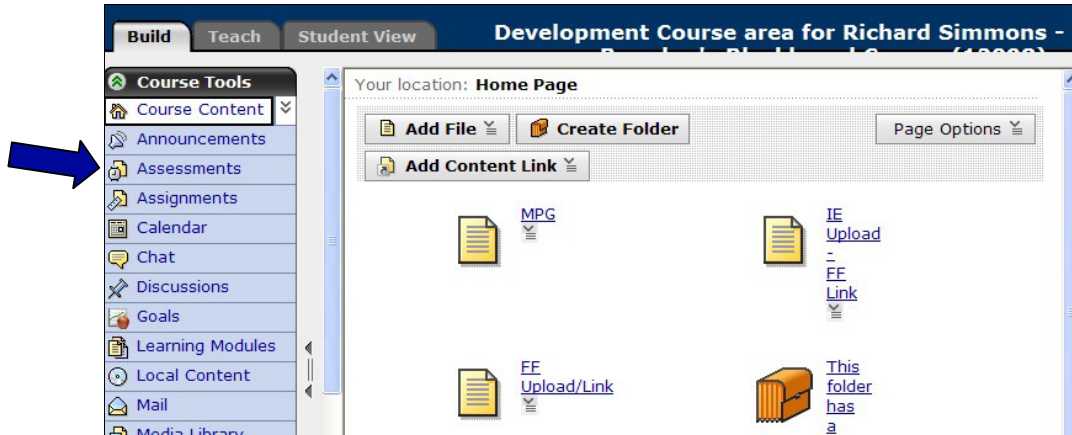 Build
Teach
Student View
Development Course area for Richard Simmons -
Course Tools
Course Content
Announcements
Assessments
Assignments
Calendar
Chat
Discussions
Goals
Learning Modules
Local Content
Mail
Media Library
Your location: Home Page
Add File
Create Folder
Page Options
Add Content Link
MPG
IE
Upload
-
FF
Link
FF
Upload/Link
This
folder
has
a